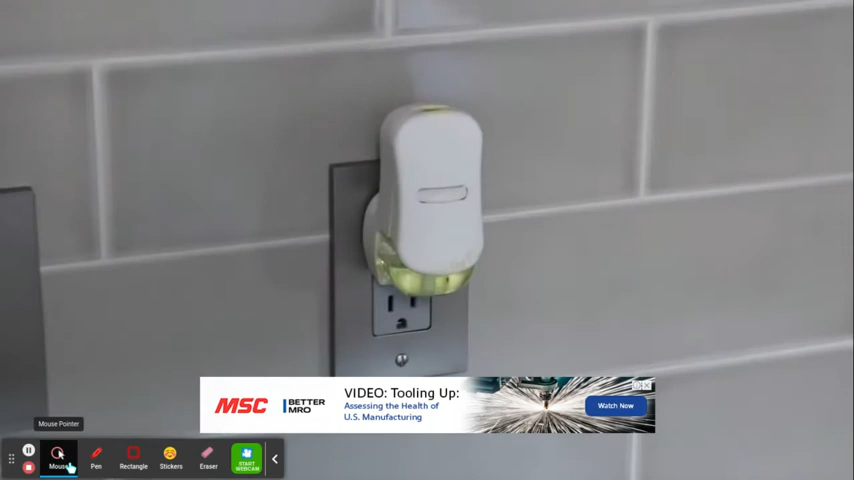 MSC
BETTER
MRO
VIDEO: Tooling Up:
Assessing the Health of
U.S. Manufacturing
Watch Now
Mouse Pointer
Mouse
Pen
Rectangle
Stickers
Eraser
START
WEBCAM